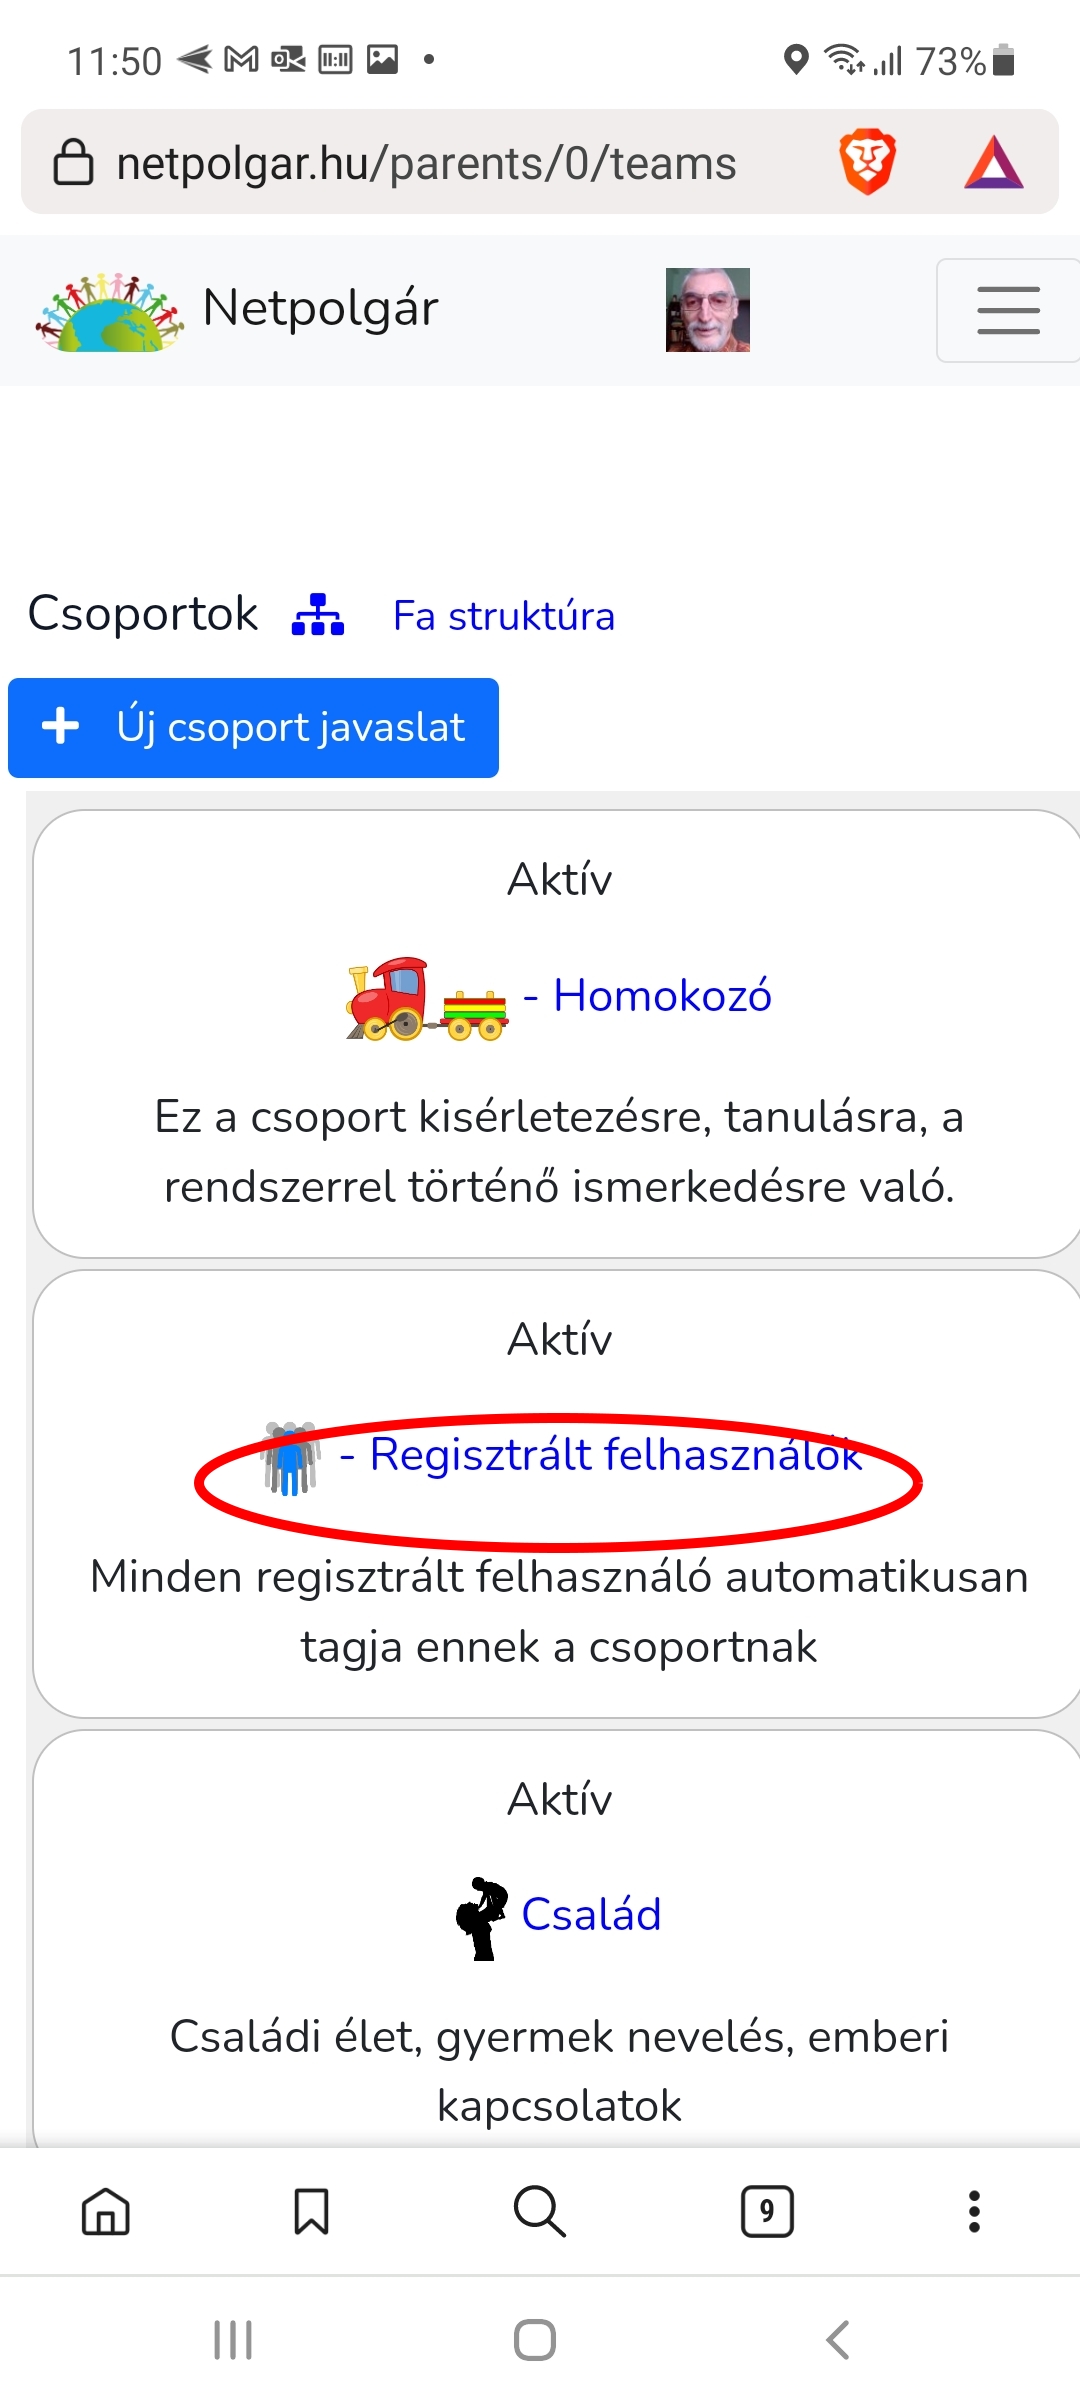 11:50
73%
netpolgar.hu/parents/0/teams
Netpolgár
Csoportok Fa struktúra
+ Új csoport javaslat
Aktív
- Homokozó
Ez a csoport kisérletezésre, tanulásra, a
rendszerrel történő ismerkedésre való.
Aktív
- Regisztrált felhasználók
Minden regisztrált felhasználó automatikusan
tagja ennek a csoportnak
Aktív
Család
Családi élet, gyermek nevelés, emberi
kapcsolatok
9